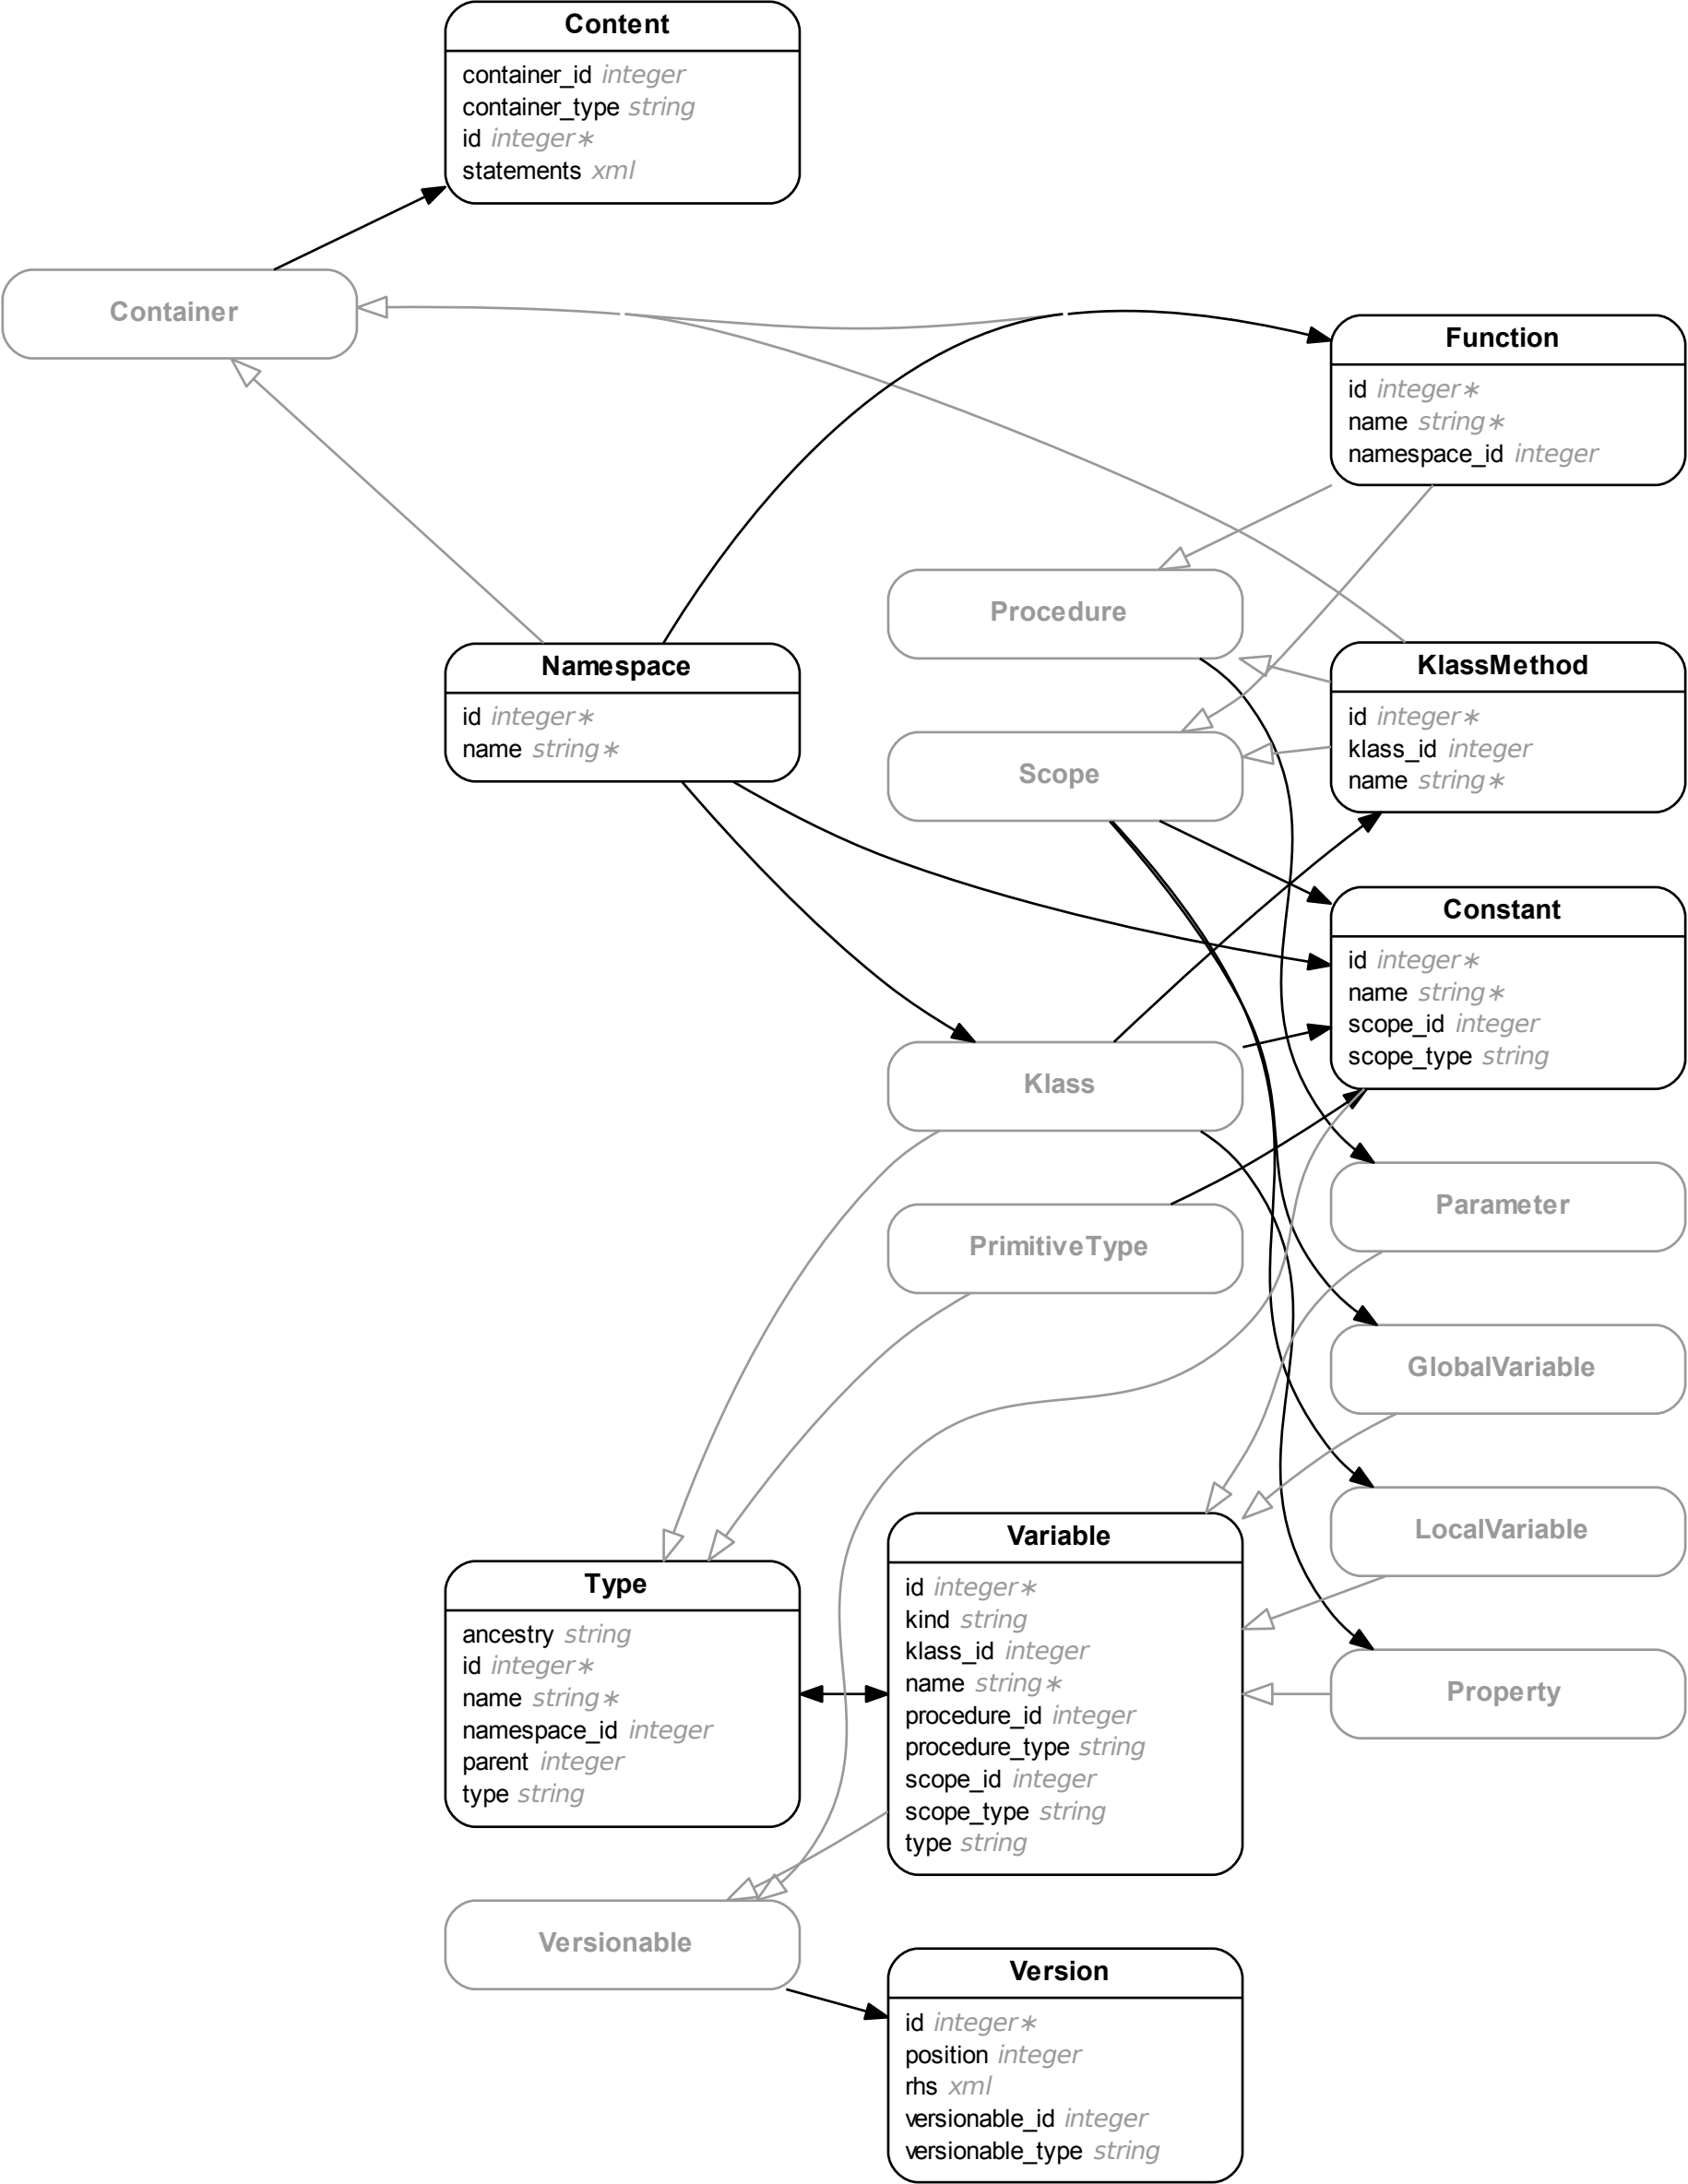 Content
container_id integer
container_type string
id integer∗
statements xml
Container
Function
id integer∗
name string∗
namespace_id integer
Procedure
Namespace
id integer∗
name string∗
KlassMethod
id integer∗
klass_id integer
name string∗
Scope
Constant
id integer∗
name string∗
scope_id integer
scope_type string
Klass
Parameter
PrimitiveType
GlobalVariable
LocalVariable
Variable
id integer∗
kind string
klass_id integer
name string∗
procedure_id integer
procedure_type string
scope_id integer
scope_type string
type string
Type
ancestry string
id integer∗
name string∗
namespace_id integer
parent integer
type string
Property
Versionable
Version
id integer∗
position integer
rhs xml
versionable_id integer
versionable_type string